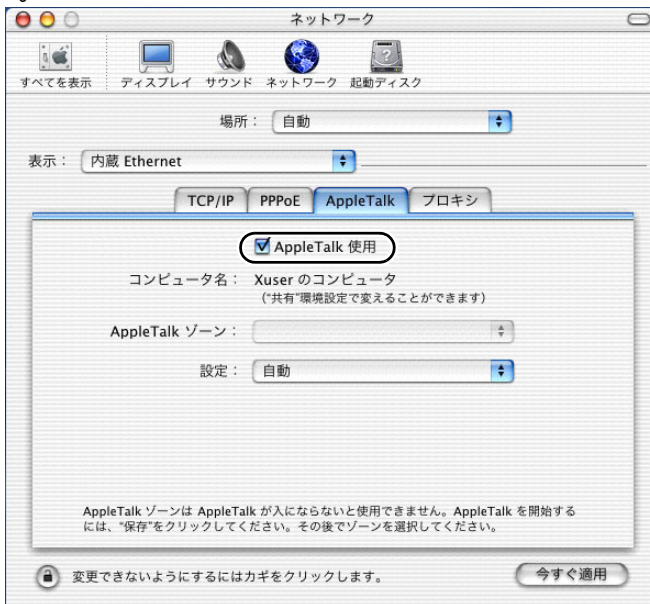 ネットワーク
すべてを表示 ディスプレイ サウンド ネットワーク 起動ディスク
場所： 自動
表示： 内蔵 Ethernet
TCP/IP PPPoE AppleTalk プロキシ
AppleTalk 使用
コンピュータ名： Xuser のコンピュータ
（“共有”環境設定で変えることができます）
AppleTalk ゾーン：
設定： 自動
AppleTalk ゾーンは AppleTalk が入にならないと使用できません。AppleTalk を開始する
には、“保存”をクリックしてください。その後でゾーンを選択してください。
変更できないようにするにはカギをクリックします。 今すぐ適用